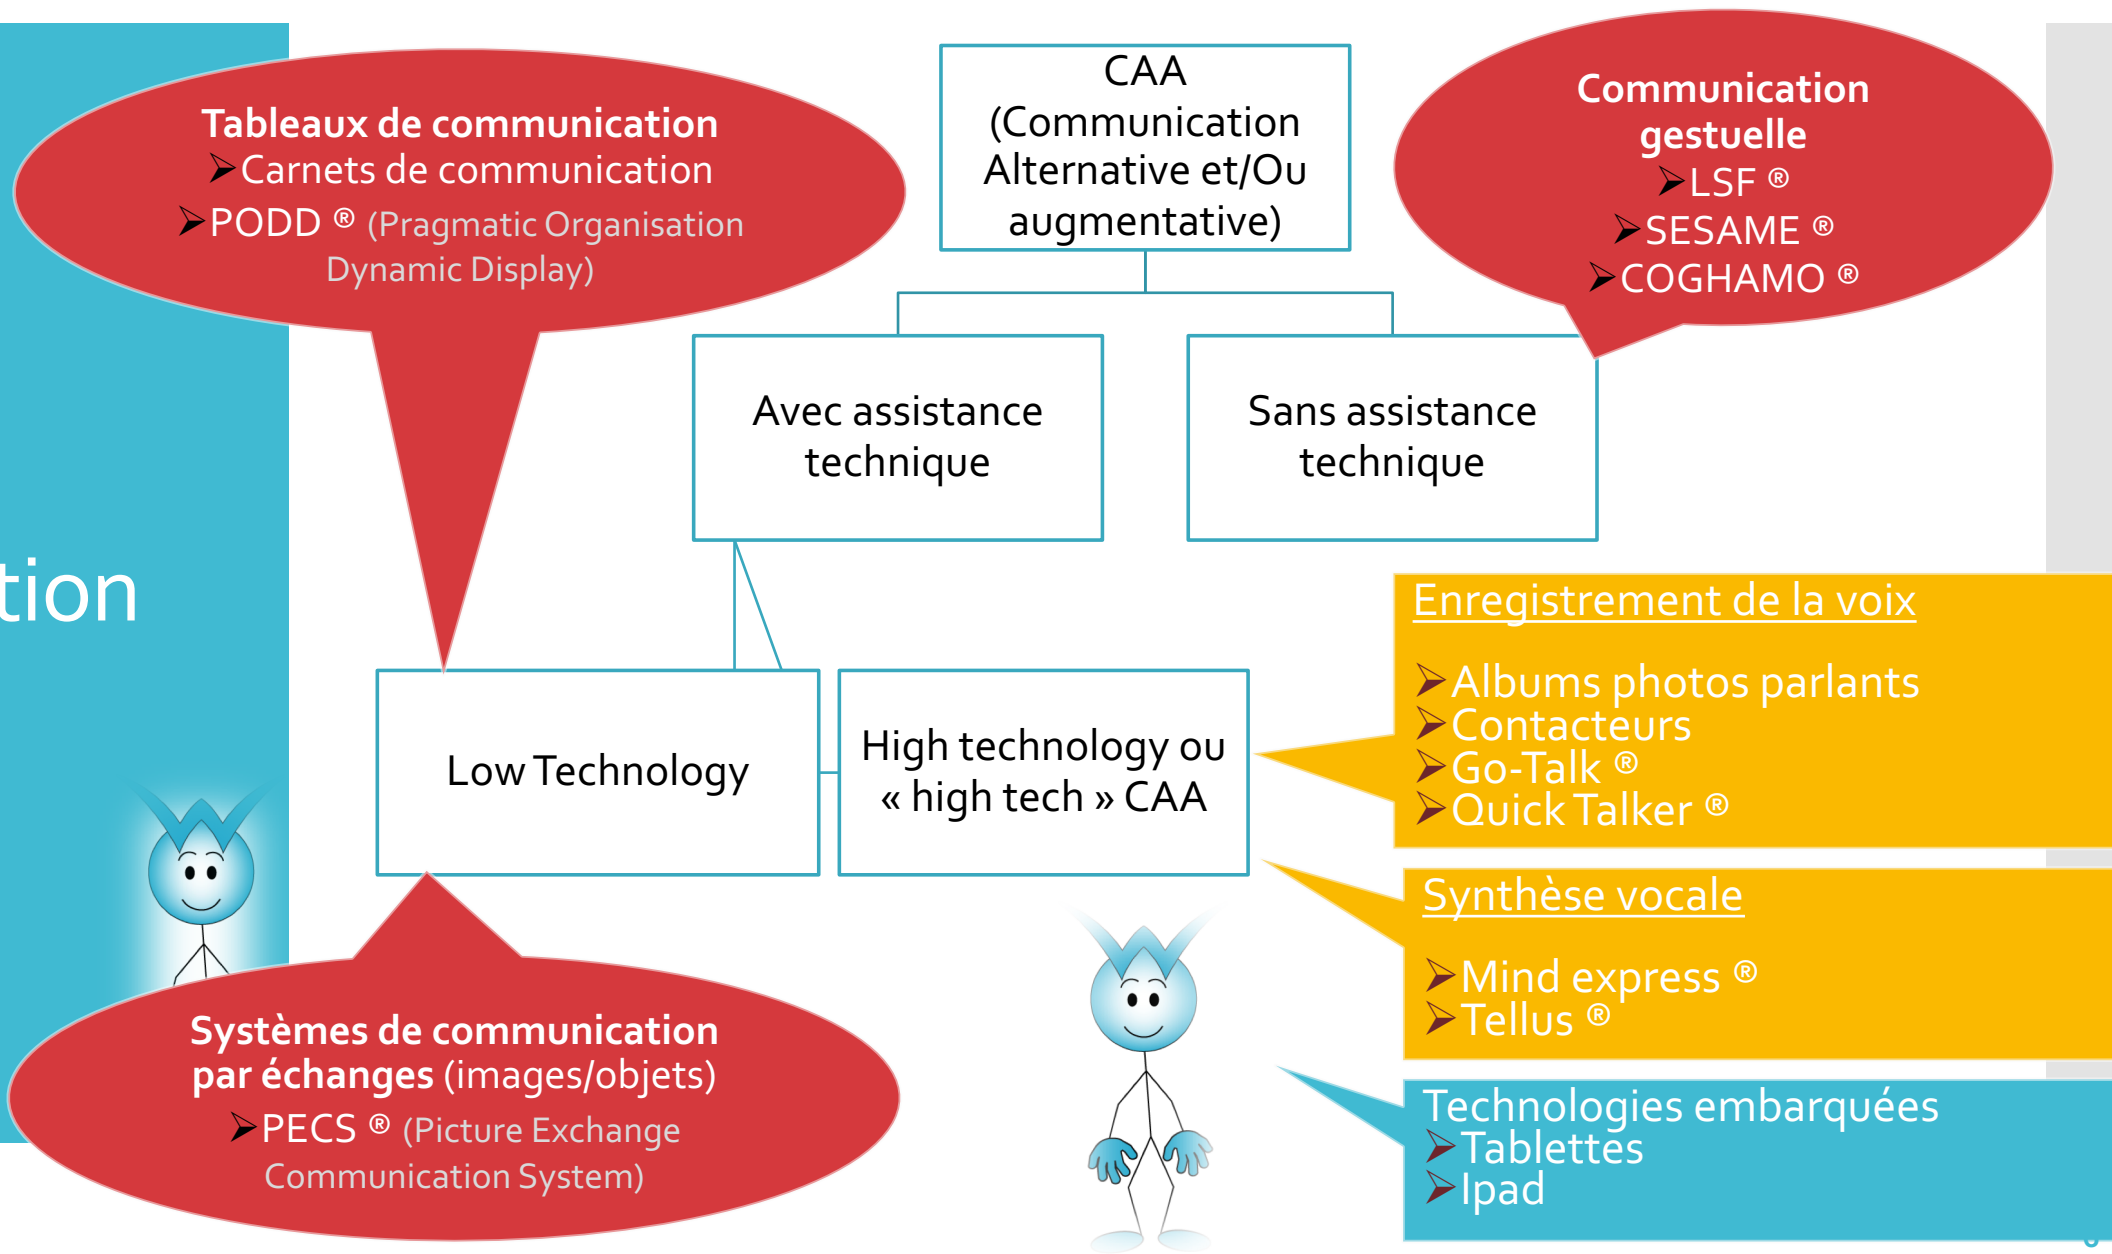 Tableaux de communication
➢Carnets de communication
➢PODD ® (Pragmatic Organisation
Dynamic Display)
CAA
(Communication
Alternative et/Ou
augmentative)
Communication
gestuelle
➢LSF ®
➢SESAME ®
➢COGHAMO ®
Avec assistance
technique
Sans assistance
technique
tion
Low Technology
High technology ou
« high tech » CAA
Enregistrement de la voix
➢Albums photos parlants
➢Contacteurs
➢Go-Talk ®
➢Quick Talker ®
Synthèse vocale
➢Mind express ®
➢Tellus ®
Systèmes de communication
par échanges (images/objets)
➢PECS ® (Picture Exchange
Communication System)
Technologies embarquées
➢Tablettes
➢Ipad